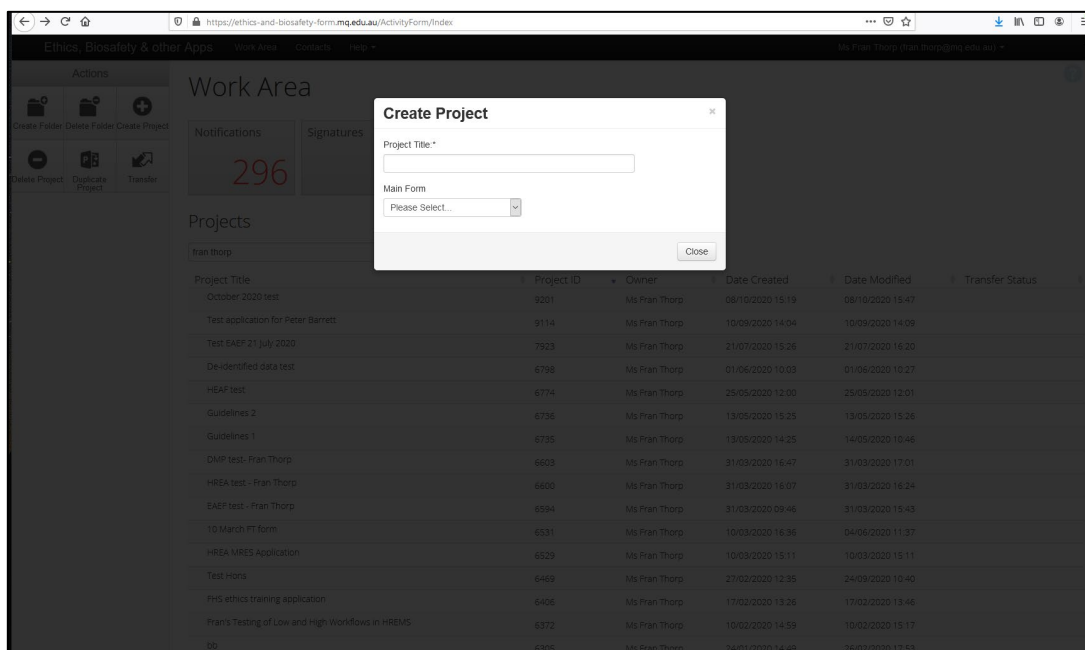 https://ethics-and-biosafety-form.mq.edu.au/ActivityForm/Index
Ethics, Biosafety & other Apps Work Area Contacts Help Ms Fran Thorp (fran.thorp@mq.edu.au)
Actions
Create Folder Delete Folder Create Project
Delete Project Duplicate Project Transfer
Work Area
Notifications Signatures
296
Create Project ×
Project Title:*
Main Form
Please Select...
Close
Projects
fran thorp
Project Title Project ID Owner Date Created Date Modified Transfer Status
October 2020 test 9201 Ms Fran Thorp 08/10/2020 15:19 08/10/2020 15:47
Test application for Peter Barrett 9114 Ms Fran Thorp 10/09/2020 14:04 10/09/2020 14:09
Test EAEF 21 July 2020 7923 Ms Fran Thorp 21/07/2020 15:26 21/07/2020 16:20
De-identified data test 6798 Ms Fran Thorp 01/06/2020 10:03 01/06/2020 10:27
HEAF test 6774 Ms Fran Thorp 25/05/2020 12:00 25/05/2020 12:01
Guidelines 2 6736 Ms Fran Thorp 13/05/2020 15:25 13/05/2020 15:26
Guidelines 1 6735 Ms Fran Thorp 13/05/2020 14:25 14/05/2020 10:46
DMP test- Fran Thorp 6603 Ms Fran Thorp 31/03/2020 16:47 31/03/2020 17:01
HREA test - Fran Thorp 6600 Ms Fran Thorp 31/03/2020 16:07 31/03/2020 16:24
EAEF test - Fran Thorp 6594 Ms Fran Thorp 31/03/2020 09:46 31/03/2020 15:43
10 March FT form 6531 Ms Fran Thorp 10/03/2020 16:36 04/06/2020 11:37
HREA MRES Application 6529 Ms Fran Thorp 10/03/2020 15:11 10/03/2020 15:11
Test Hons 6469 Ms Fran Thorp 27/02/2020 12:35 24/09/2020 10:40
FHS ethics training application 6406 Ms Fran Thorp 17/02/2020 13:26 17/02/2020 13:46
Fran's Testing of Low and High Workflows in HREMS 6372 Ms Fran Thorp 10/02/2020 14:59 10/02/2020 15:17
Ms Fran Thorp